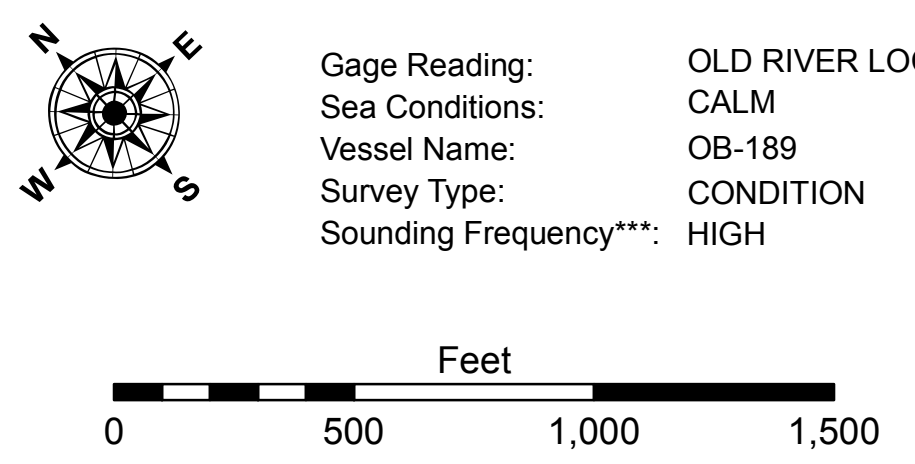 N E
W S
Gage Reading: OLD RIVER
Sea Conditions: CALM
Vessel Name: OB-189
Survey Type: CONDITION
Sounding Frequency***: HIGH
Feet
0 500 1,000 1,500